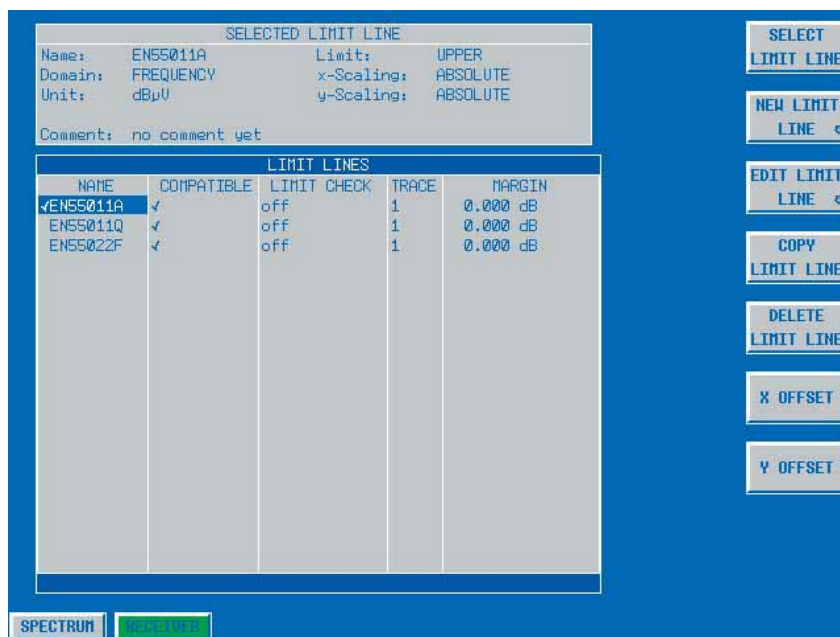 SELECTED LIMIT LINE
Name: EN55011A Limit: UPPER
Domain: FREQUENCY x-Scaling: ABSOLUTE
Unit: dBµV y-Scaling: ABSOLUTE
Comment: no comment yet
LIMIT LINES
NAME COMPATIBLE LIMIT CHECK TRACE MARGIN
✓EN55011A ✓ off 1 0.000 dB
EN55011Q ✓ off 1 0.000 dB
EN55022F ✓ off 1 0.000 dB
SELECT
LIMIT LINE
NEW LIMIT
LINE
EDIT LIMIT
LINE
COPY
LIMIT LINE
DELETE
LIMIT LINE
X OFFSET
Y OFFSET
SPECTRUM RECEIVER